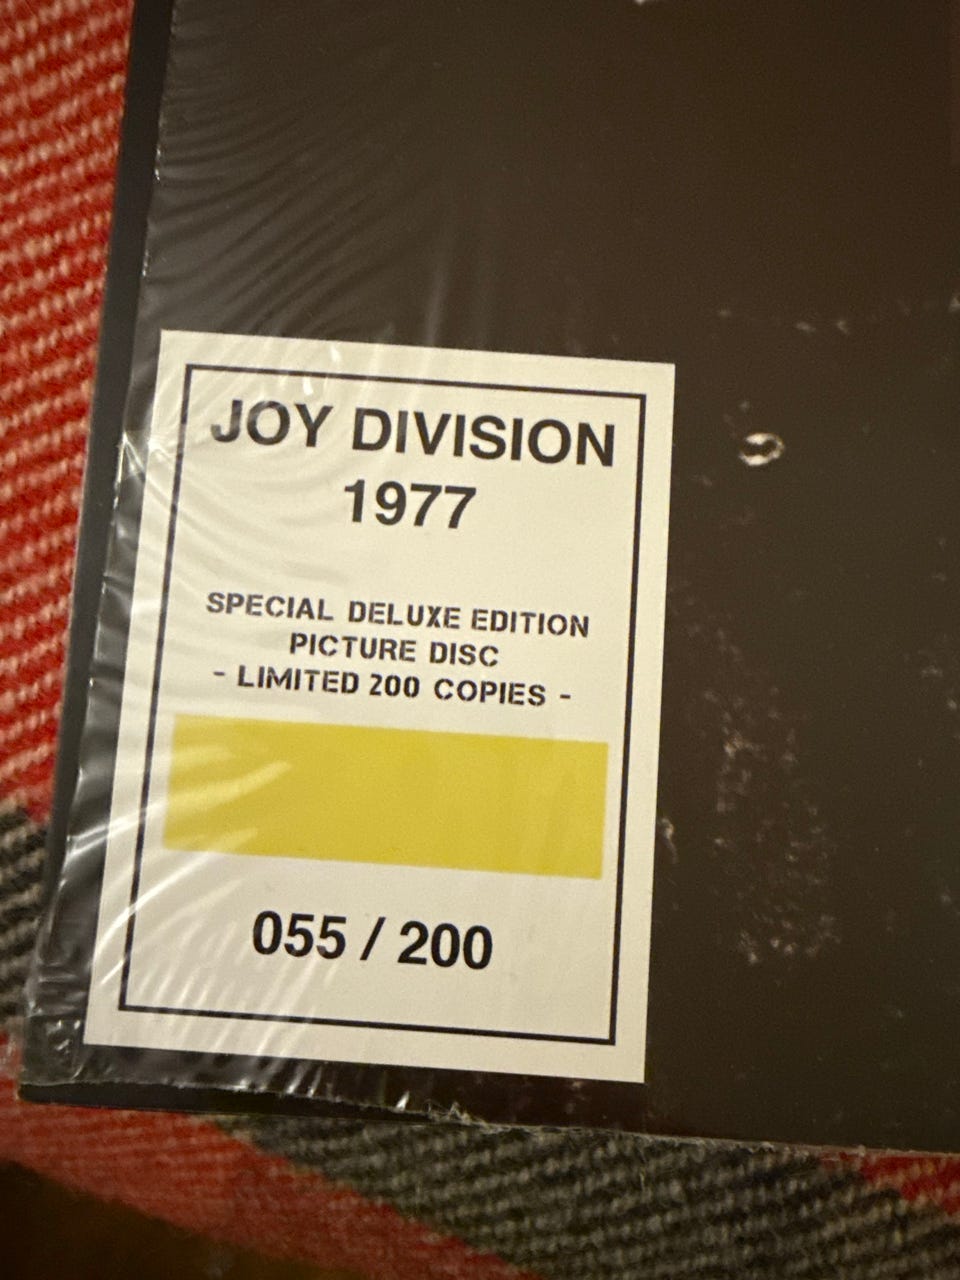 JOY DIVISION
1977
SPECIAL DELUXE EDITION
PICTURE DISC
- LIMITED 200 COPIES -
055 / 200